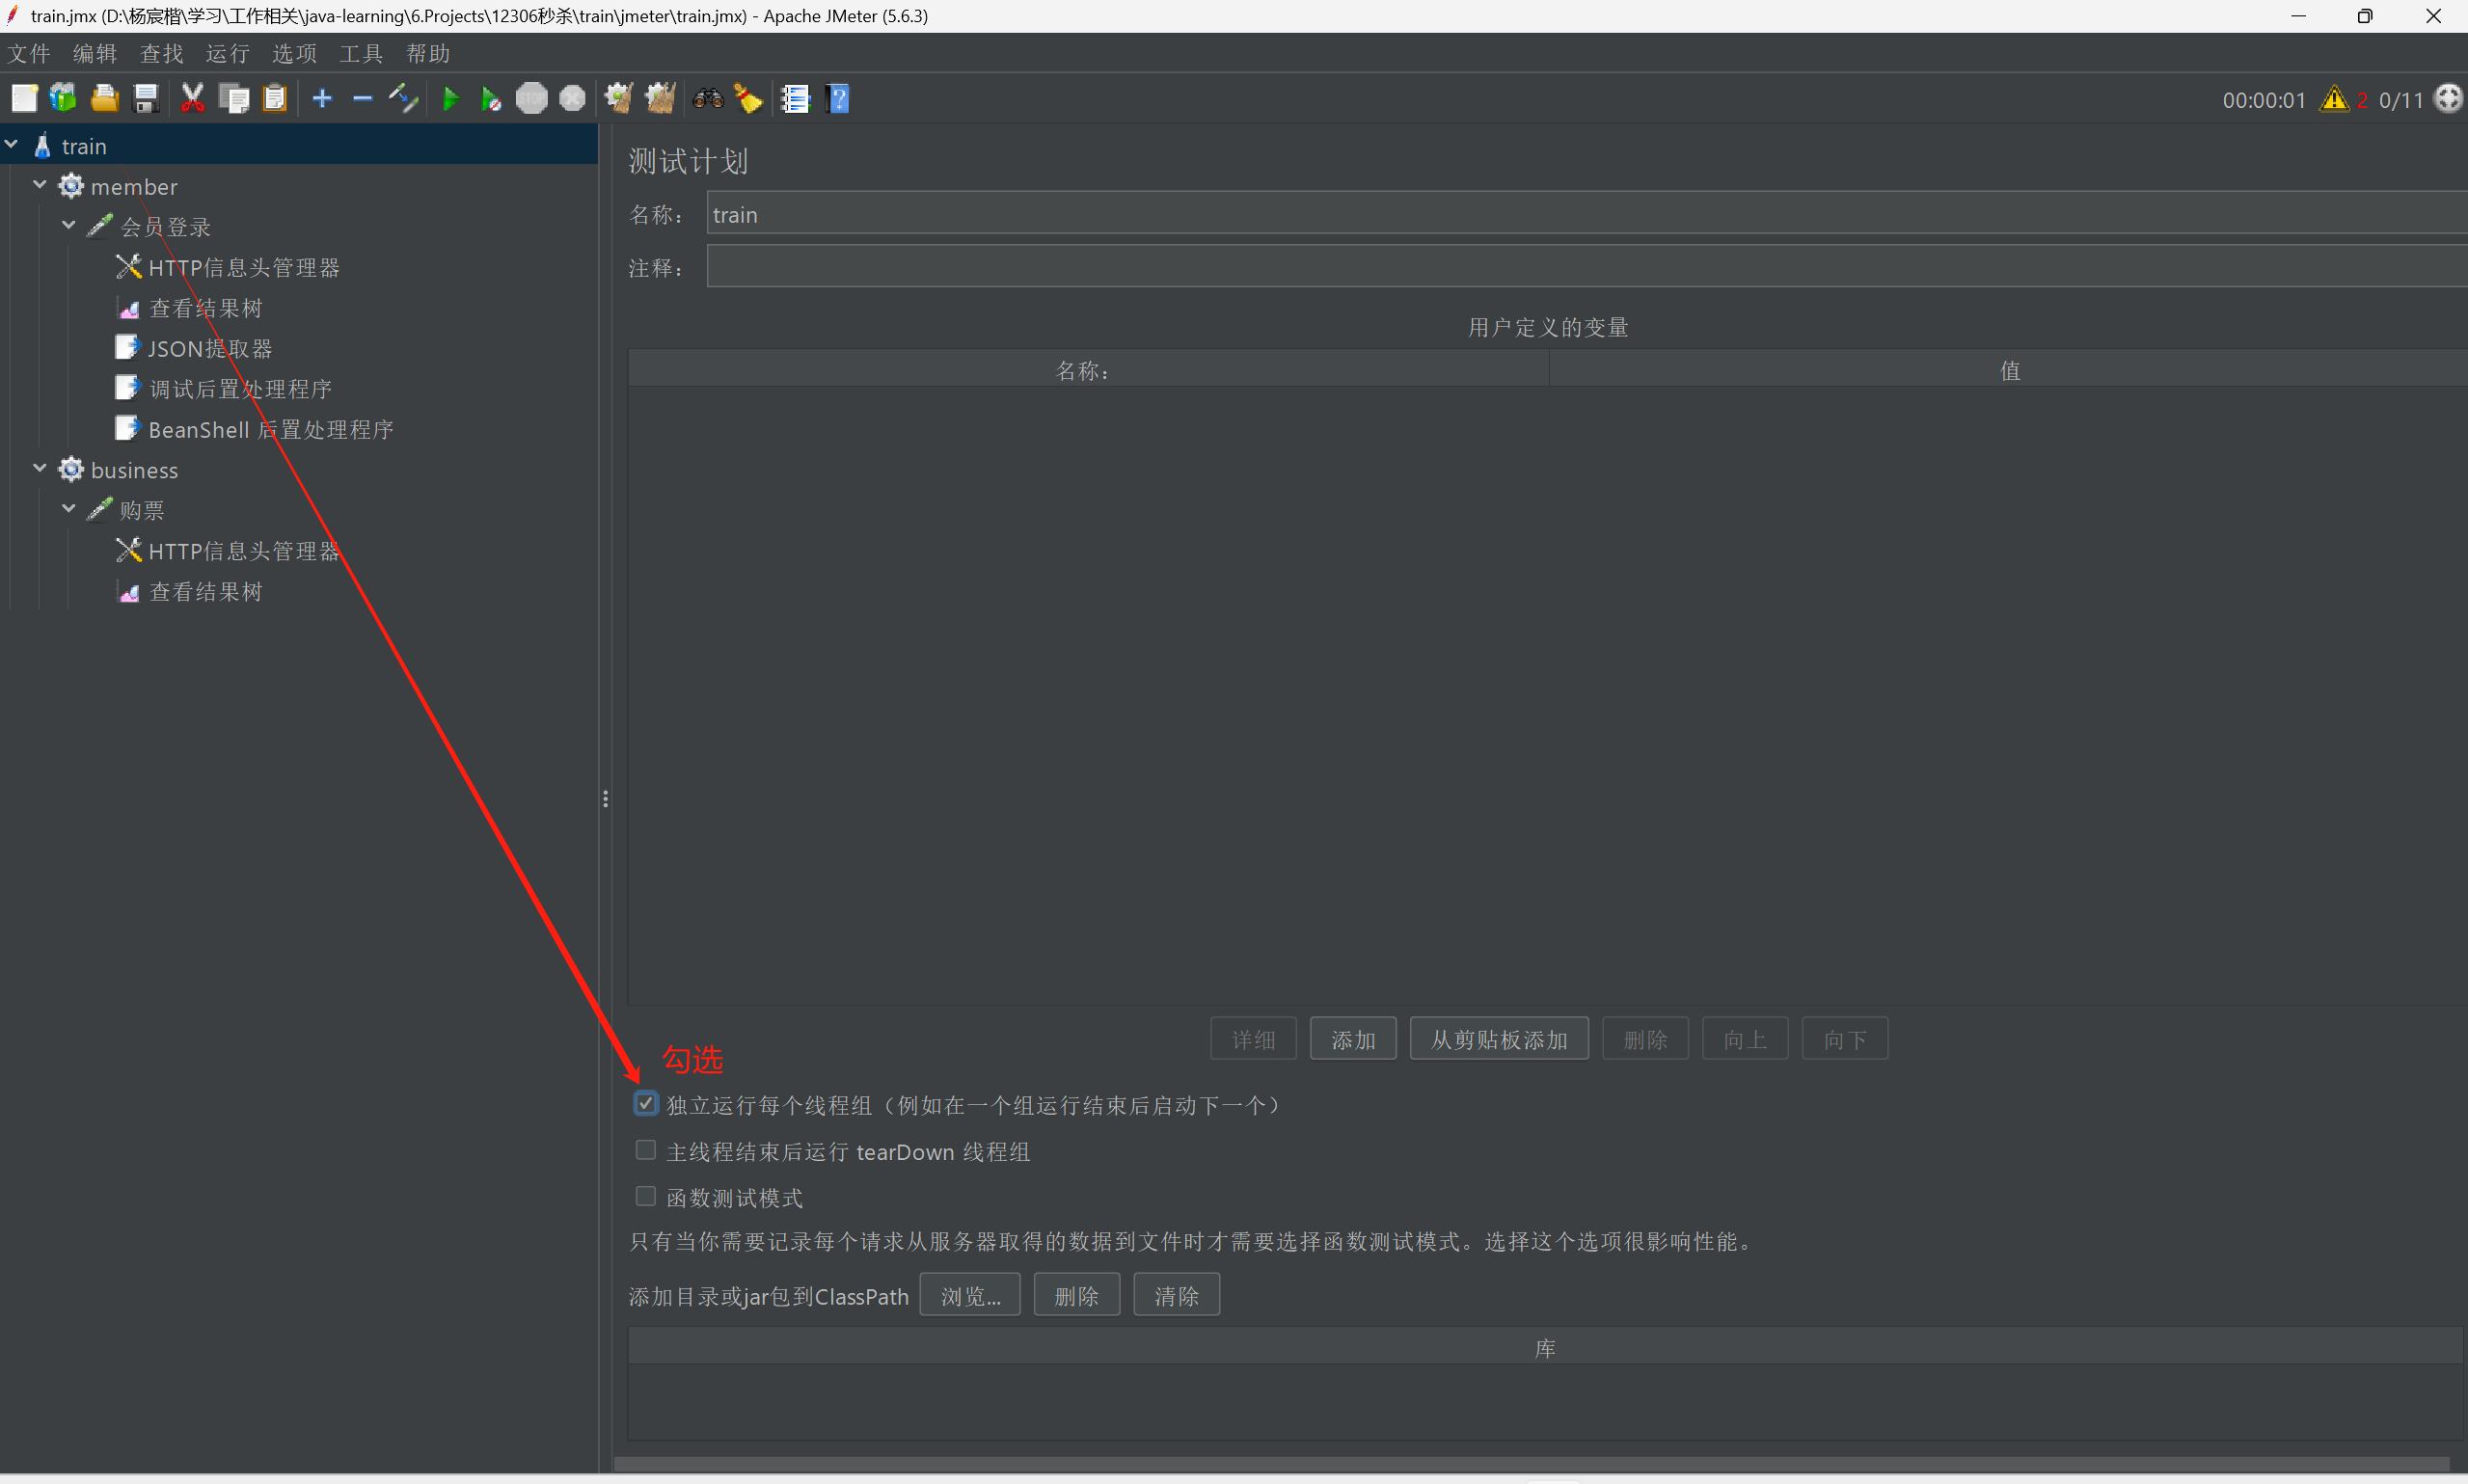 train.jmx (D:\杨宸楷\学习\工作相关\java-learning\6.Projects\12306秒杀\train\jmeter\train.jmx) - Apache JMeter (5.6.3)
文件 编辑 查找 运行 选项 工具 帮助
STOP
00:00:01 2 0/11
train
member
会员登录
HTTP信息头管理器
查看结果树
JSON提取器
调试后置处理程序
BeanShell 后置处理程序
business
购票
HTTP信息头管理器
查看结果树
测试计划
名称： train
注释：
用户定义的变量
名称： 值
详细 添加 从剪贴板添加 删除 向上 向下
勾选
独立运行每个线程组（例如在一个组运行结束后启动下一个）
主线程结束后运行 tearDown 线程组
函数测试模式
只有当你需要记录每个请求从服务器取得的数据到文件时才需要选择函数测试模式。选择这个选项很影响性能。
添加目录或jar包到ClassPath 浏览... 删除 清除
库